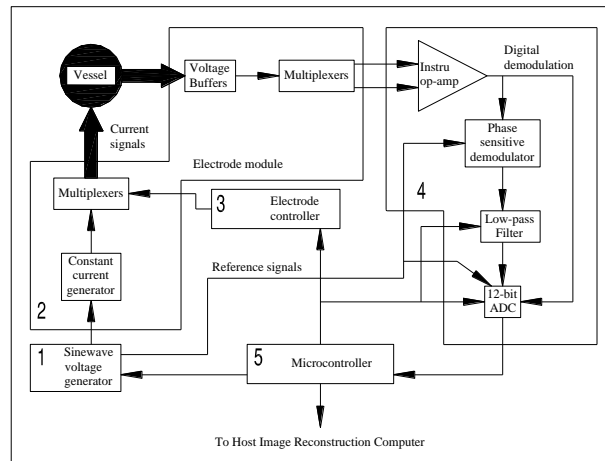 Vessel
Voltage
Buffers
Multiplexers
Instru
op-amp
Digital
demodulation
Current
signals
Phase
sensitive
demodulator
Electrode module
4
Multiplexers
3
Electrode
controller
Low-pass
Filter
Constant
current
generator
Reference signals
12-bit
ADC
2
1
Sinewave
voltage
generator
5
Microcontroller
To Host Image Reconstruction Computer